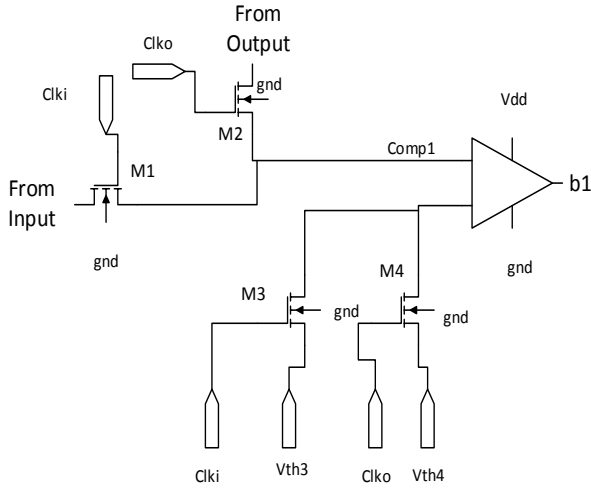 From
Output
Clko
gnd
M2
Clki
M1
From
Input
gnd
Comp1
Vdd
b1
gnd
M3
gnd
M4
gnd
Clki
Vth3
Clko
Vth4